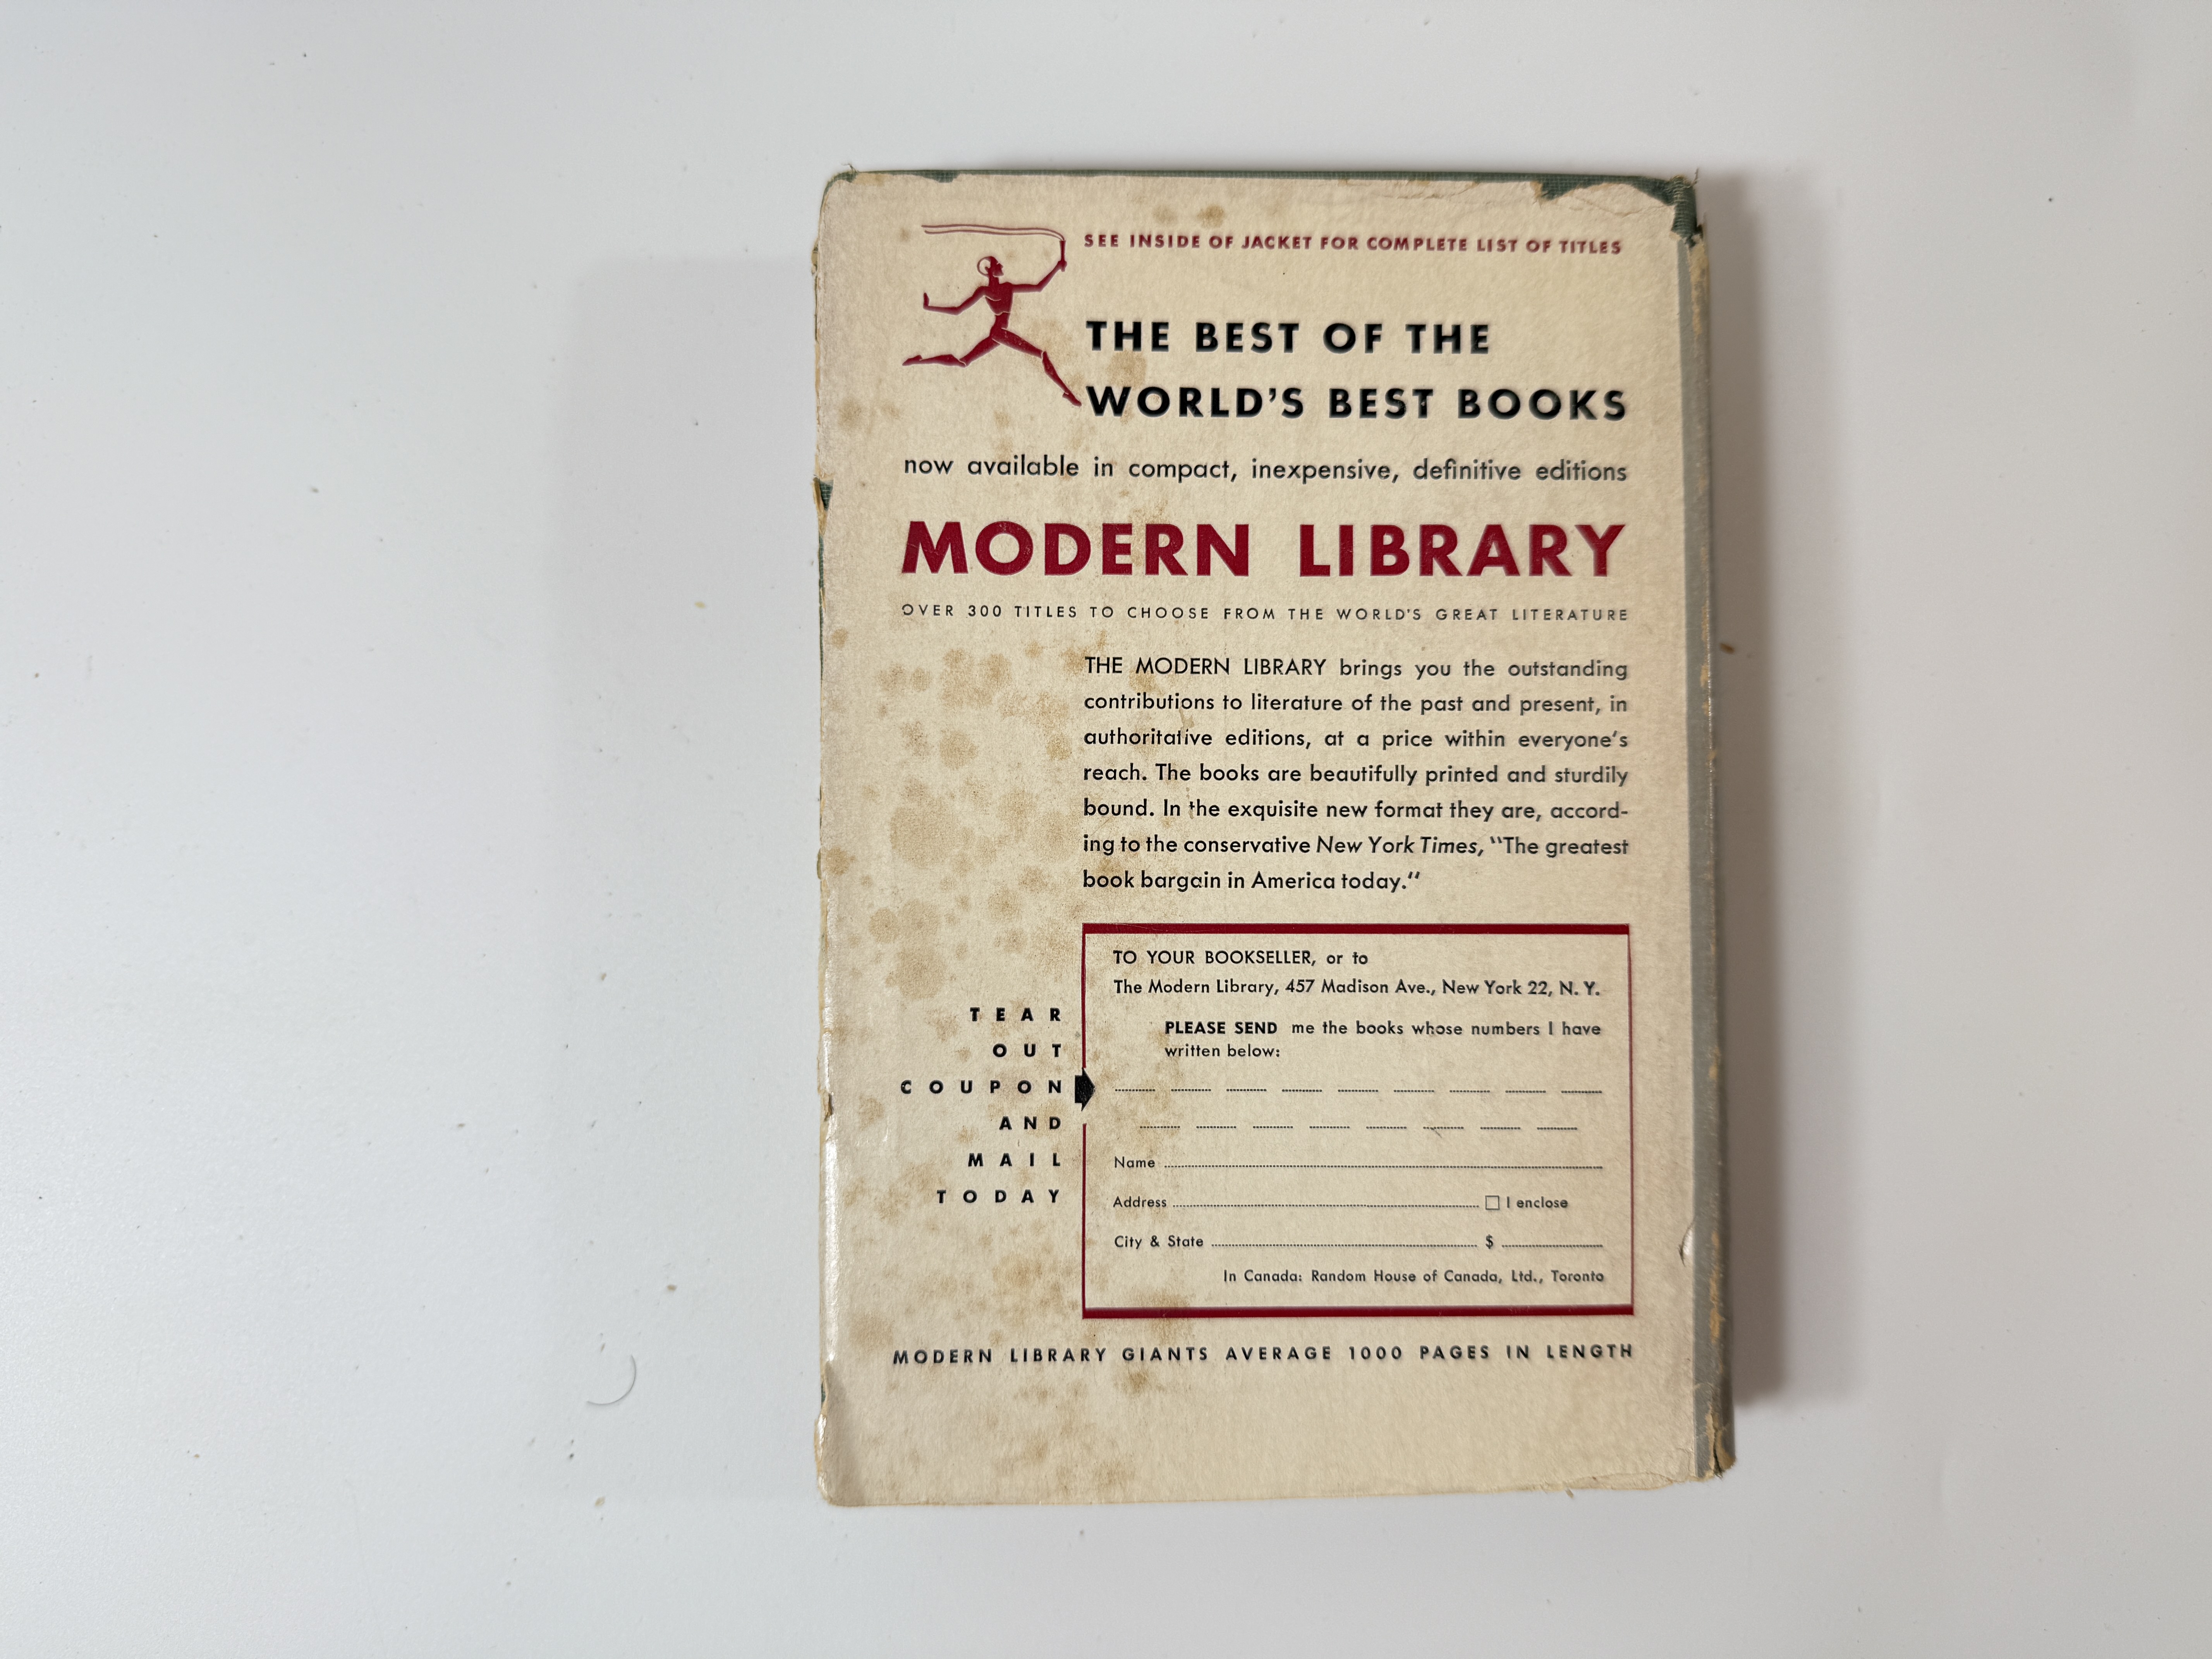 SEE INSIDE OF JACKET FOR COMPLETE LIST OF TITLES
THE BEST OF THE
WORLD'S BEST BOOKS
now available in compact, inexpensive, definitive editions
MODERN LIBRARY
OVER 300 TITLES TO CHOOSE FROM THE WORLD'S GREAT LITERATURE
THE MODERN LIBRARY brings you the outstanding
contributions to literature of the past and present, in
authoritative editions, at a price within everyone's
reach. The books are beautifully printed and sturdily
bound. In the exquisite new format they are, accord-
ing to the conservative New York Times, "The greatest
book bargain in America today."
TEAR
OUT
COUPON
AND
MAIL
TODAY
TO YOUR BOOKSELLER, or to
The Modern Library, 457 Madison Ave., New York 22, N. Y.
PLEASE SEND me the books whose numbers I have
written below:
Name
Address I enclose
City & State $
In Canada: Random House of Canada, Ltd., Toronto
MODERN LIBRARY GIANTS AVERAGE 1000 PAGES IN LENGTH